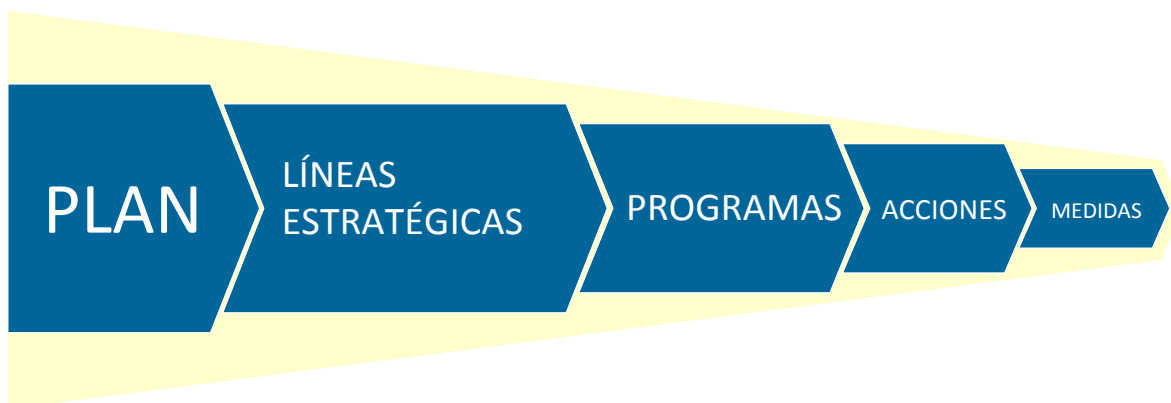 PLAN
LÍNEAS
ESTRATÉGICAS
PROGRAMAS
ACCIONES
MEDIDAS